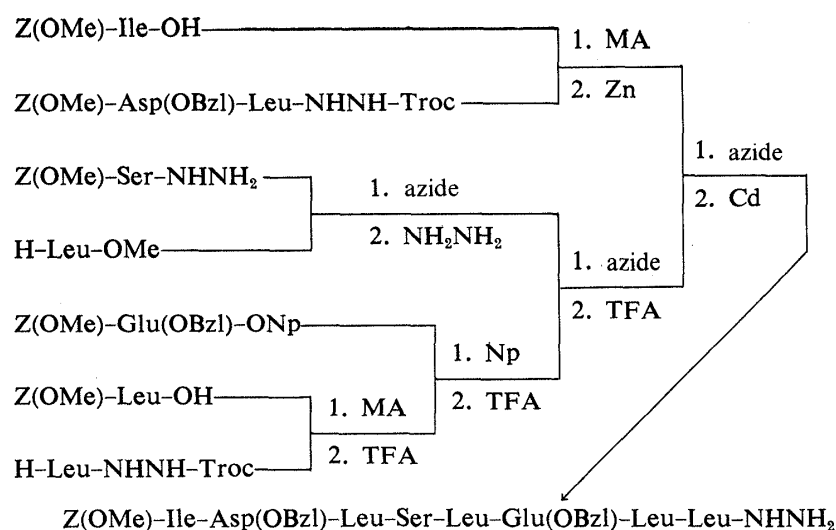 Z(OMe)–Ile–OH
1. MA
2. Zn
Z(OMe)–Asp(OBzl)–Leu–NHNH–Troc
1. azide
2. Cd
Z(OMe)–Ser–NHNH₂
1. azide
2. NH₂NH₂
H–Leu–OMe
1. azide
2. TFA
Z(OMe)–Glu(OBzl)–ONp
1. Np
2. TFA
Z(OMe)–Leu–OH
1. MA
2. TFA
H–Leu–NHNH–Troc
Z(OMe)–Ile–Asp(OBzl)–Leu–Ser–Leu–Glu(OBzl)–Leu–Leu–NHNH₂